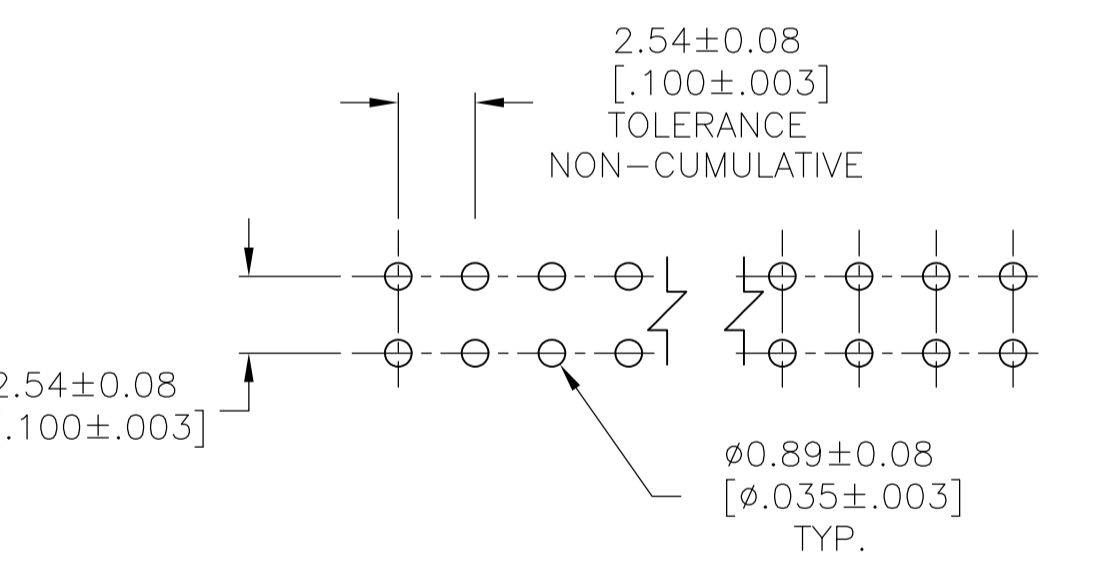 2.54±0.08
[.100±.003]
TOLERANCE
NON-CUMULATIVE
2.54±0.08
.100±.003]
⌀0.89±0.08
[⌀.035±.003]
TYP.